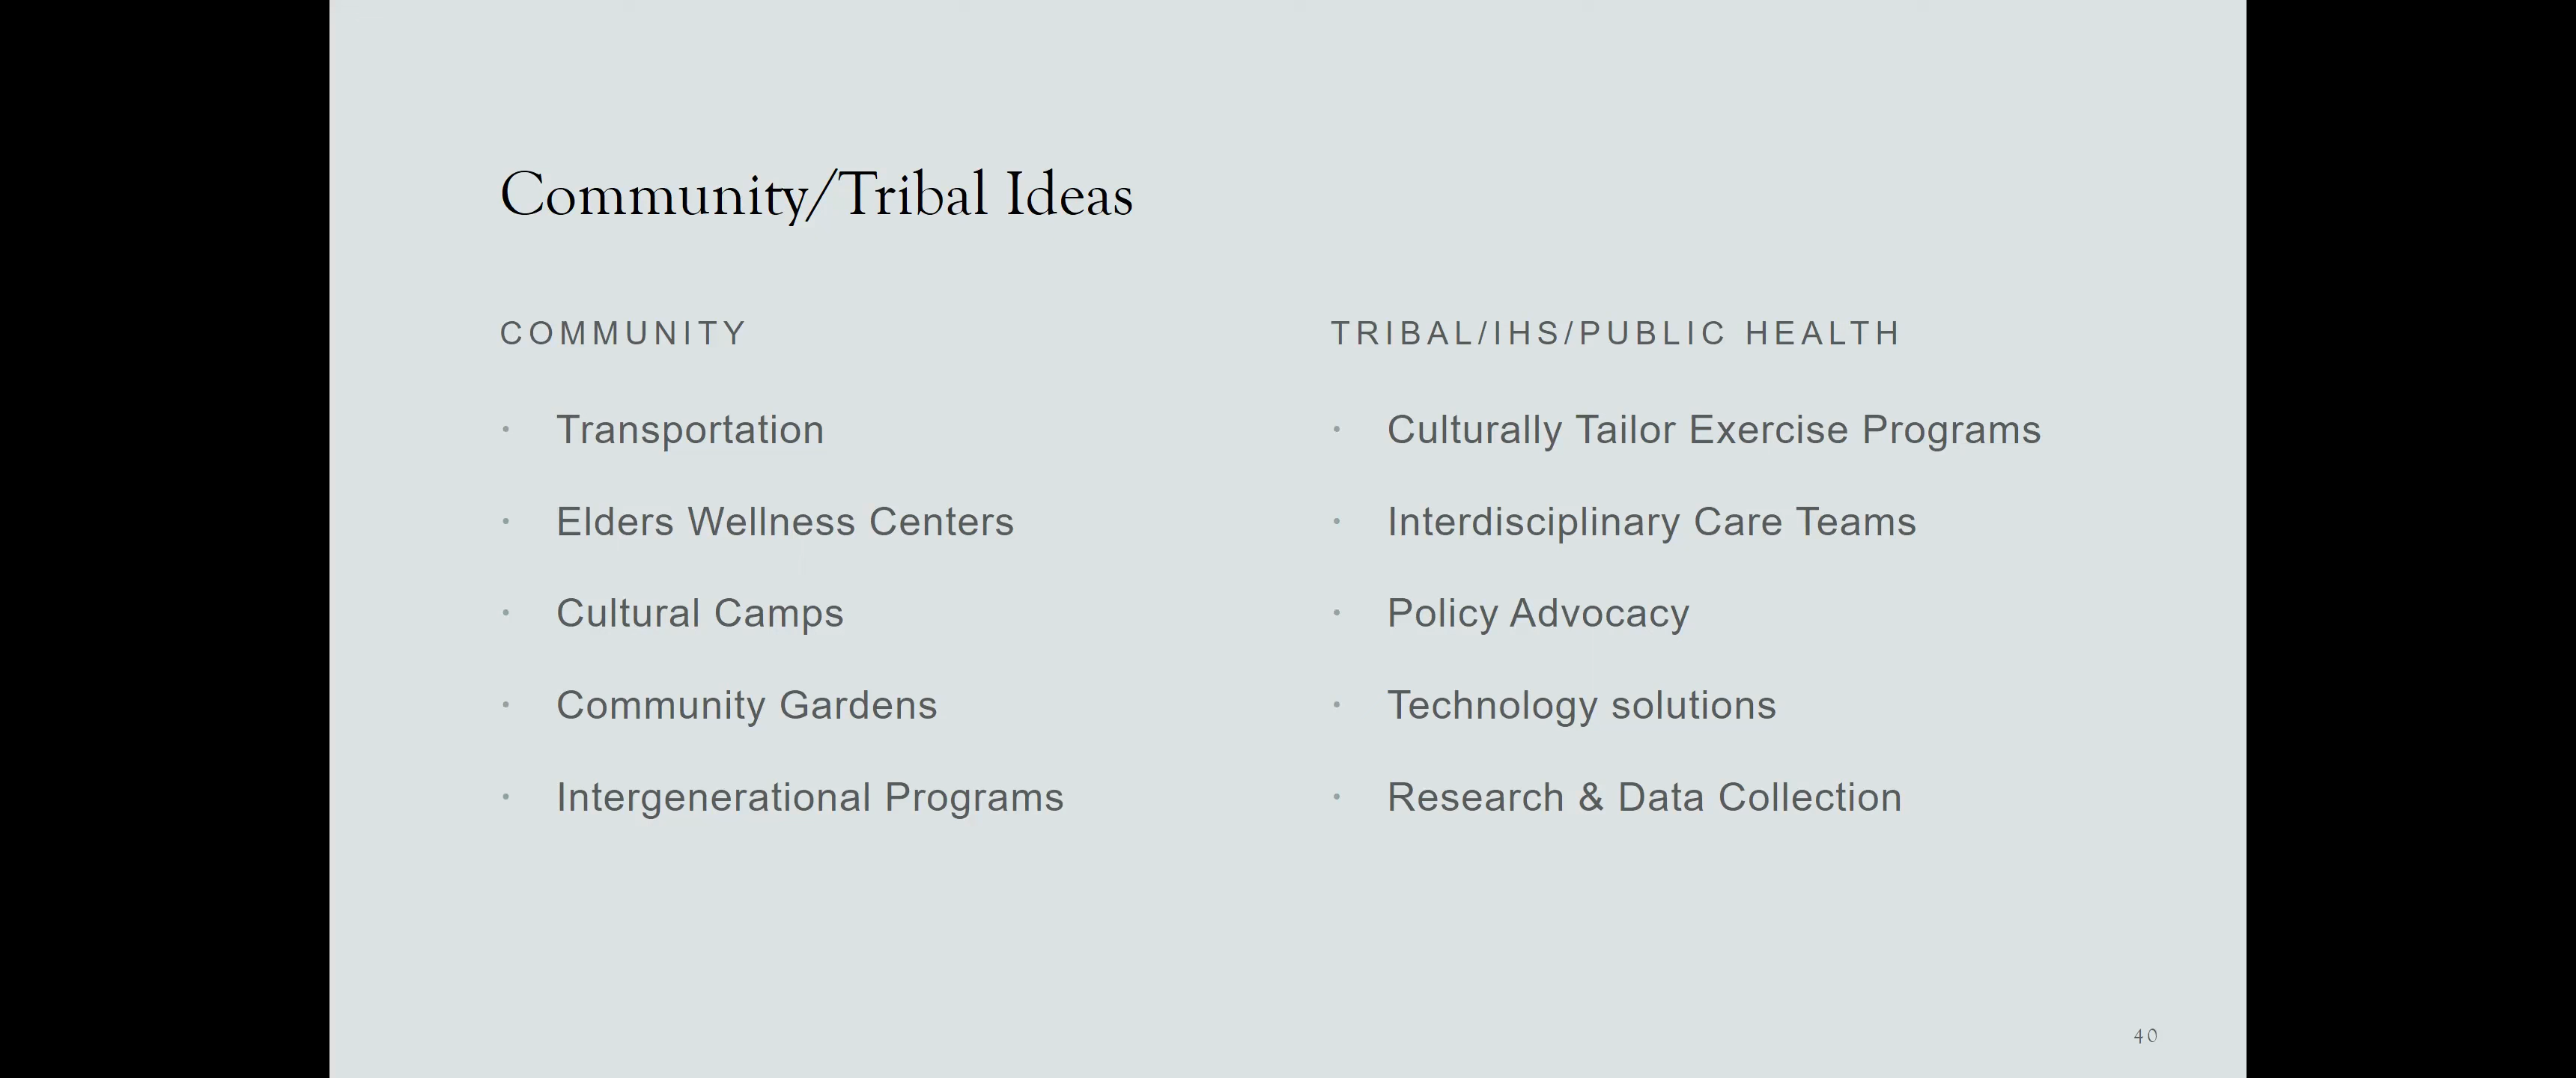 Community/Tribal Ideas
COMMUNITY
· Transportation
· Elders Wellness Centers
· Cultural Camps
· Community Gardens
· Intergenerational Programs
TRIBAL/IHS/PUBLIC HEALTH
· Culturally Tailor Exercise Programs
· Interdisciplinary Care Teams
· Policy Advocacy
· Technology solutions
· Research & Data Collection
40